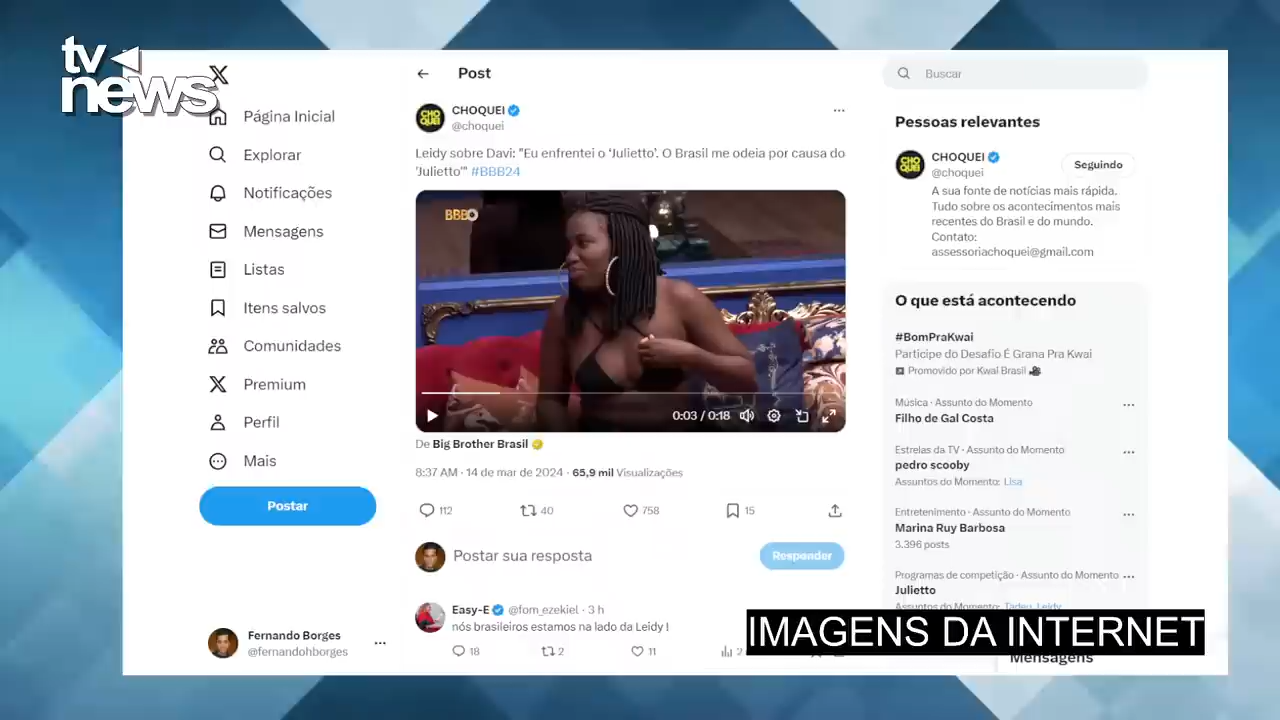 tv
news
Página Inicial
Explorar
Notificações
Mensagens
Listas
Itens salvos
Comunidades
Premium
Perfil
Mais
Postar
Fernando Borges
@fernandohborges
Post
CHOQUEI
@choquei
Leidy sobre Davi: "Eu enfrentei o 'Julietto'. O Brasil me odeia por causa do
'Julietto'" #BBB24
BBB
0:03 / 0:18
De Big Brother Brasil
8:37 AM · 14 de mar de 2024 · 65,9 mil Visualizações
112 40 758 15
Postar sua resposta
Responder
Easy-E @fom_ezekiel · 3 h
nós brasileiros estamos na lado da Leidy !
18 2 11
Buscar
Pessoas relevantes
CHOQUEI
@choquei
Seguindo
A sua fonte de notícias mais rápida.
Tudo sobre os acontecimentos mais
recentes do Brasil e do mundo.
Contato:
assessoriachoquei@gmail.com
O que está acontecendo
#BomPraKwai
Participe do Desafio É Grana Pra Kwai
Promovido por Kwai Brasil
Música · Assunto do Momento
Filho de Gal Costa
Estrelas da TV · Assunto do Momento
pedro scooby
Assuntos do Momento: Lisa
Entretenimento · Assunto do Momento
Marina Ruy Barbosa
3.396 posts
Programas de competição · Assunto do Momento
Julietto
Assuntos do Momento: Tadeu, Leidy
IMAGENS DA INTERNET
Mensagens